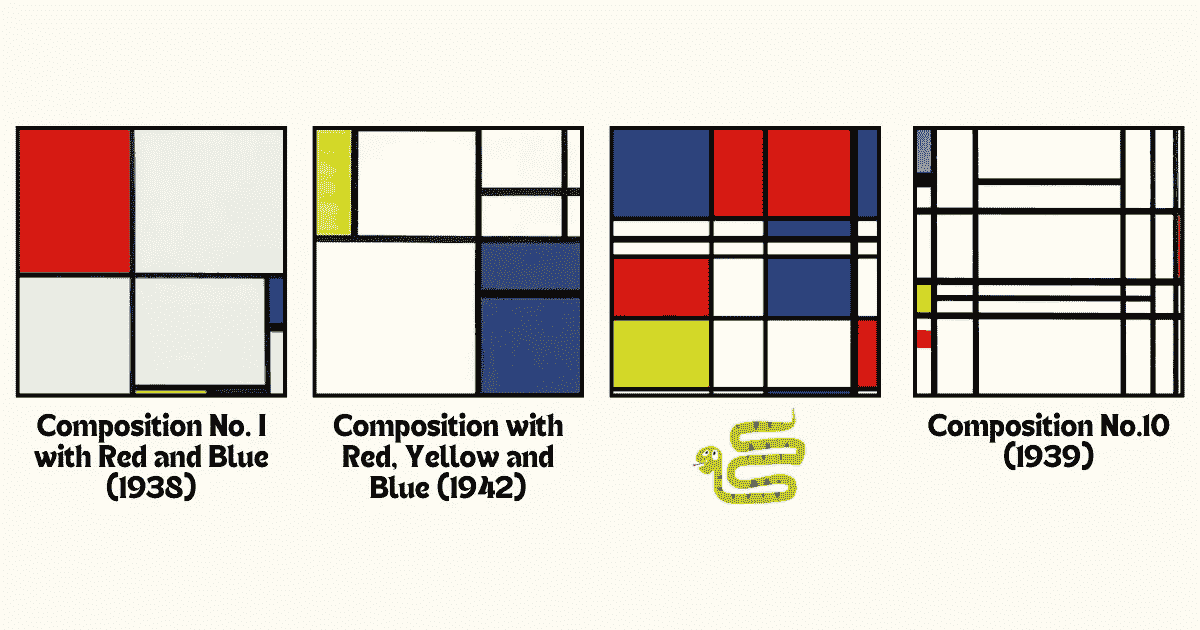 Composition No. I
with Red and Blue
(1938)
Composition with
Red, Yellow and
Blue (1942)
Composition No.10
(1939)